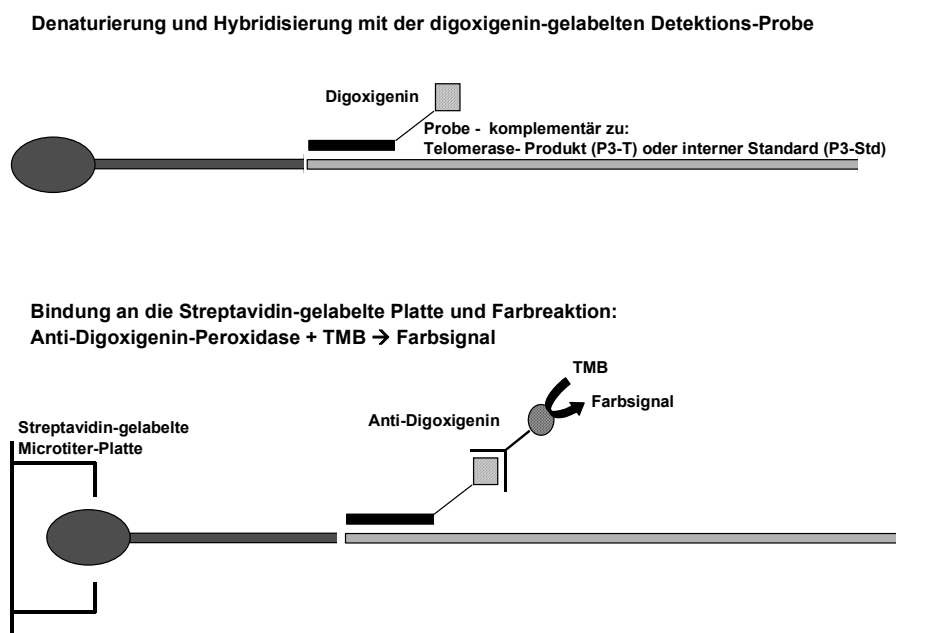 Denaturierung und Hybridisierung mit der digoxigenin-gelabelten Detektions-Probe
Digoxigenin
Probe - komplementär zu:
Telomerase- Produkt (P3-T) oder interner Standard (P3-Std)
Bindung an die Streptavidin-gelabelte Platte und Farbreaktion:
Anti-Digoxigenin-Peroxidase + TMB → Farbsignal
TMB
Farbsignal
Anti-Digoxigenin
Streptavidin-gelabelte
Microtiter-Platte